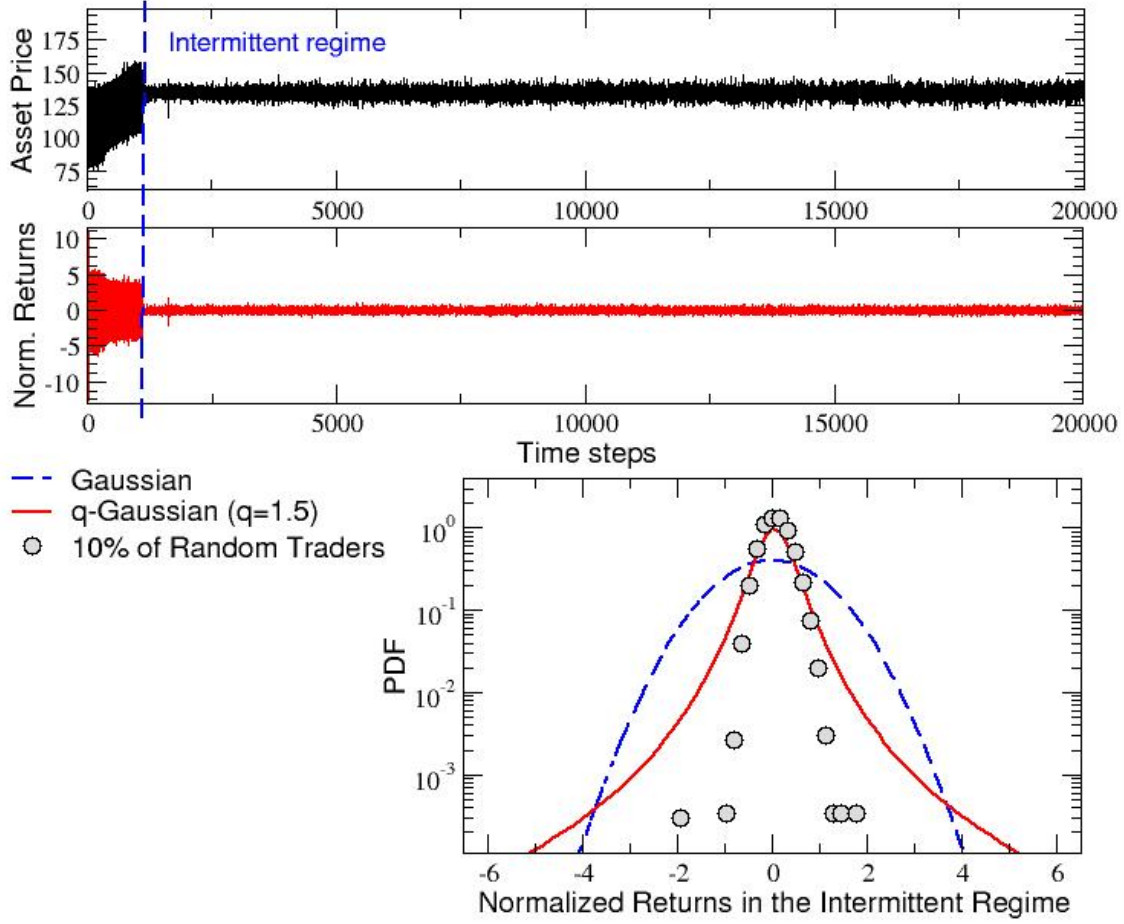 Intermittent regime
Asset Price
175
150
125
100
75
0 5000 10000 15000 20000
Norm. Returns
10
5
0
-5
-10
0 5000 10000 15000 20000
Time steps
Gaussian
q-Gaussian (q=1.5)
10% of Random Traders
PDF
10^0
10^-1
10^-2
10^-3
-6 -4 -2 0 2 4 6
Normalized Returns in the Intermittent Regime